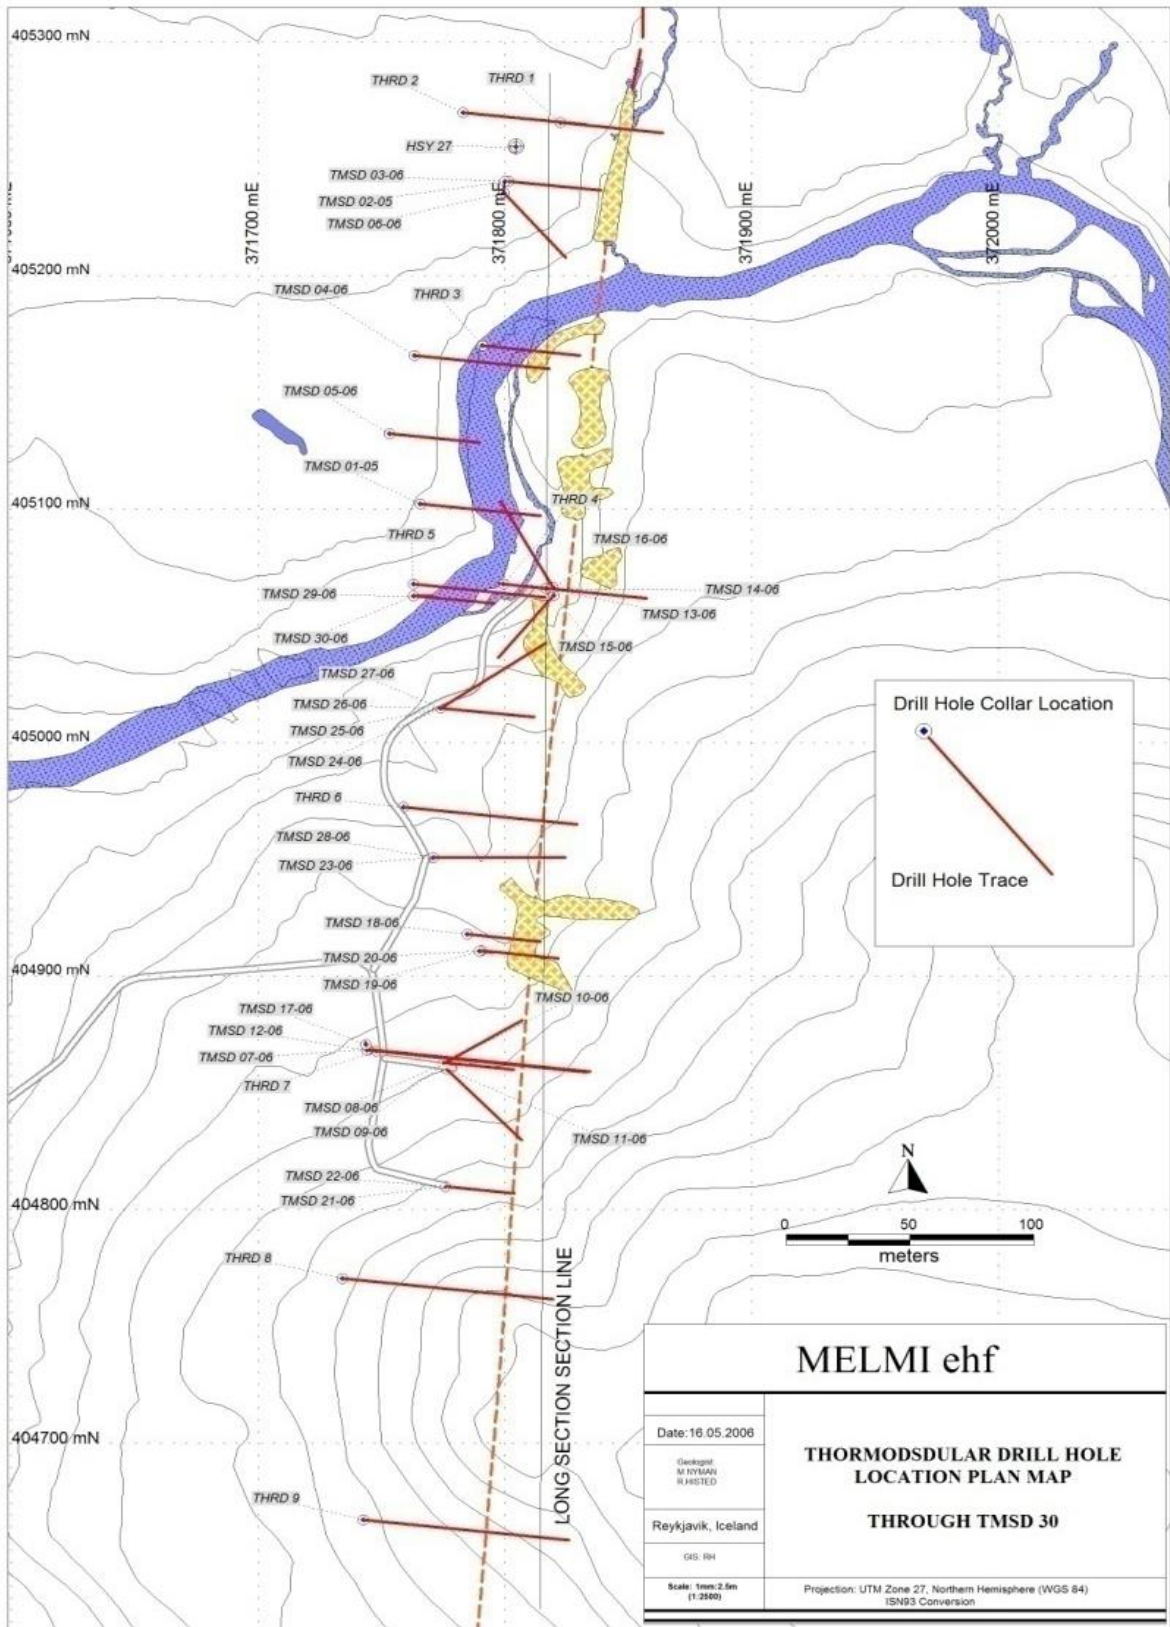 405300 mN
THRD 1
THRD 2
HSY 27
TMSD 03-06
TMSD 02-05
TMSD 06-06
371700 mE
371800 mE
371900 mE
372000 mE
405200 mN
TMSD 04-06
THRD 3
TMSD 05-06
TMSD 01-05
405100 mN
THRD 4
TMSD 16-06
THRD 5
TMSD 14-06
TMSD 29-06
TMSD 13-06
TMSD 30-06
TMSD 15-06
TMSD 27-06
TMSD 26-06
TMSD 25-06
405000 mN
TMSD 24-06
Drill Hole Collar Location
Drill Hole Trace
THRD 6
TMSD 28-06
TMSD 23-06
TMSD 18-06
TMSD 20-06
404900 mN
TMSD 19-06
TMSD 10-06
TMSD 17-06
TMSD 12-06
TMSD 07-06
THRD 7
TMSD 08-06
TMSD 09-06
TMSD 11-06
TMSD 22-06
TMSD 21-06
404800 mN
N
0 50 100
meters
THRD 8
LONG SECTION SECTION LINE
404700 mN
THRD 9
MELMI ehf
Date:16.05.2006
Geologist:
M.NYMAN
R.HISTED
Reykjavik, Iceland
GIS: RH
Scale: 1mm:2.5m
(1:2500)
THORMODSDULAR DRILL HOLE
LOCATION PLAN MAP
THROUGH TMSD 30
Projection: UTM Zone 27, Northern Hemisphere (WGS 84)
ISN93 Conversion